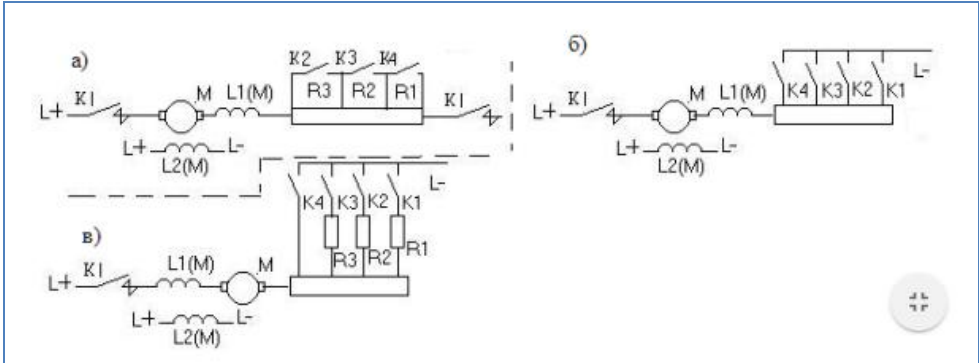 а)
K2 K3 K4
R3 R2 R1
L+ K1 M L1(M) K1
L+ L2(M) L-
б)
L-
K4 K3 K2 K1
L+ K1 M L1(M)
L+ L2(M) L-
в)
L-
K4 K3 K2 K1
R3 R2 R1
L+ K1 L1(M) M
L+ L2(M) L-